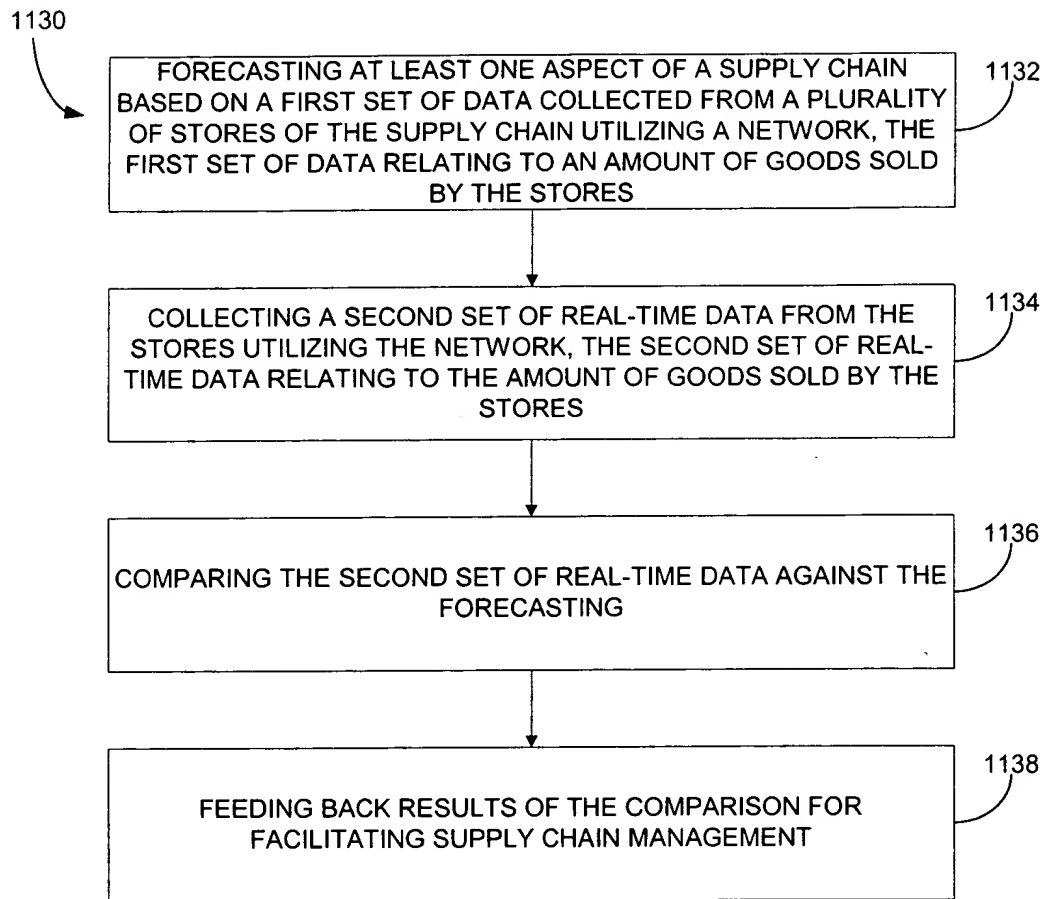 1130
FORECASTING AT LEAST ONE ASPECT OF A SUPPLY CHAIN
BASED ON A FIRST SET OF DATA COLLECTED FROM A PLURALITY
OF STORES OF THE SUPPLY CHAIN UTILIZING A NETWORK, THE
FIRST SET OF DATA RELATING TO AN AMOUNT OF GOODS SOLD
BY THE STORES
1132
COLLECTING A SECOND SET OF REAL-TIME DATA FROM THE
STORES UTILIZING THE NETWORK, THE SECOND SET OF REAL-
TIME DATA RELATING TO THE AMOUNT OF GOODS SOLD BY THE
STORES
1134
COMPARING THE SECOND SET OF REAL-TIME DATA AGAINST THE
FORECASTING
1136
FEEDING BACK RESULTS OF THE COMPARISON FOR
FACILITATING SUPPLY CHAIN MANAGEMENT
1138